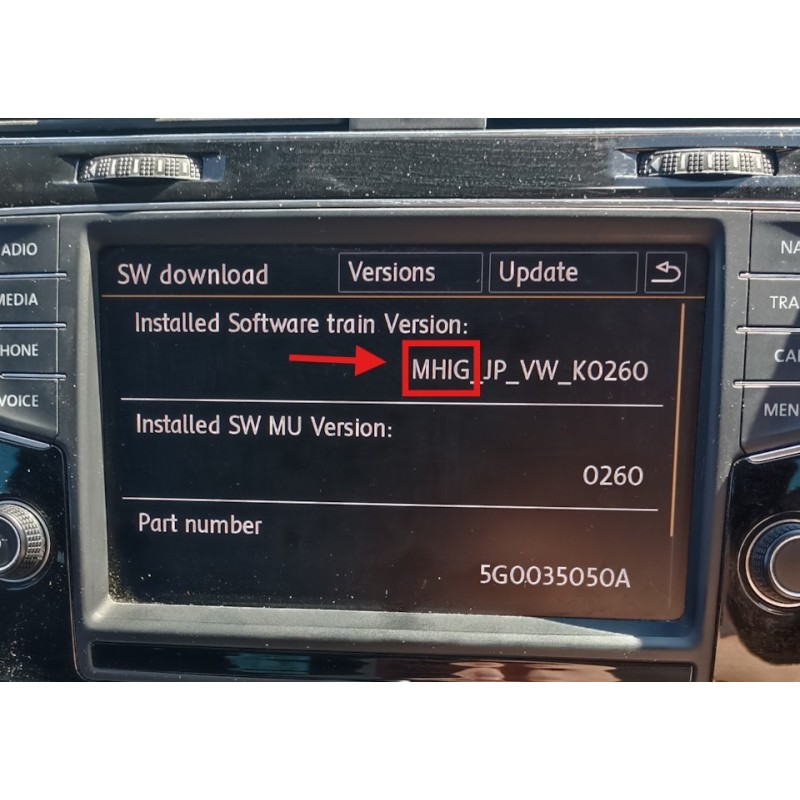 SW download Versions Update
Installed Software train Version:
MHIG_JP_VW_K0260
Installed SW MU Version:
0260
Part number
5G0035050A
ADIO
MEDIA
HONE
VOICE
NA
TRA
CA
MEN